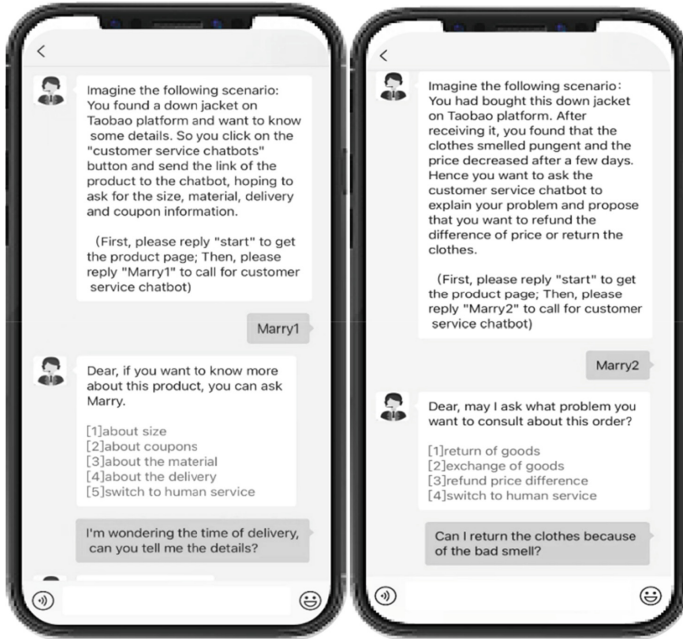 Imagine the following scenario:
You found a down jacket on
Taobao platform and want to know
some details. So you click on the
"customer service chatbots"
button and send the link of the
product to the chatbot, hoping to
ask for the size, material, delivery
and coupon information.
(First, please reply "start" to get
the product page; Then, please
reply "Marry1" to call for customer
service chatbot)
Marry1
Dear, if you want to know more
about this product, you can ask
Marry.
[1]about size
[2]about coupons
[3]about the material
[4]about the delivery
[5]switch to human service
I'm wondering the time of delivery,
can you tell me the details?
Imagine the following scenario:
You had bought this down jacket
on Taobao platform. After
receiving it, you found that the
clothes smelled pungent and the
price decreased after a few days.
Hence you want to ask the
customer service chatbot to
explain your problem and propose
that you want to refund the
difference of price or return the
clothes.
(First, please reply "start" to get
the product page; Then, please
reply "Marry2" to call for customer
service chatbot)
Marry2
Dear, may I ask what problem you
want to consult about this order?
[1]return of goods
[2]exchange of goods
[3]refund price difference
[4]switch to human service
Can I return the clothes because
of the bad smell?